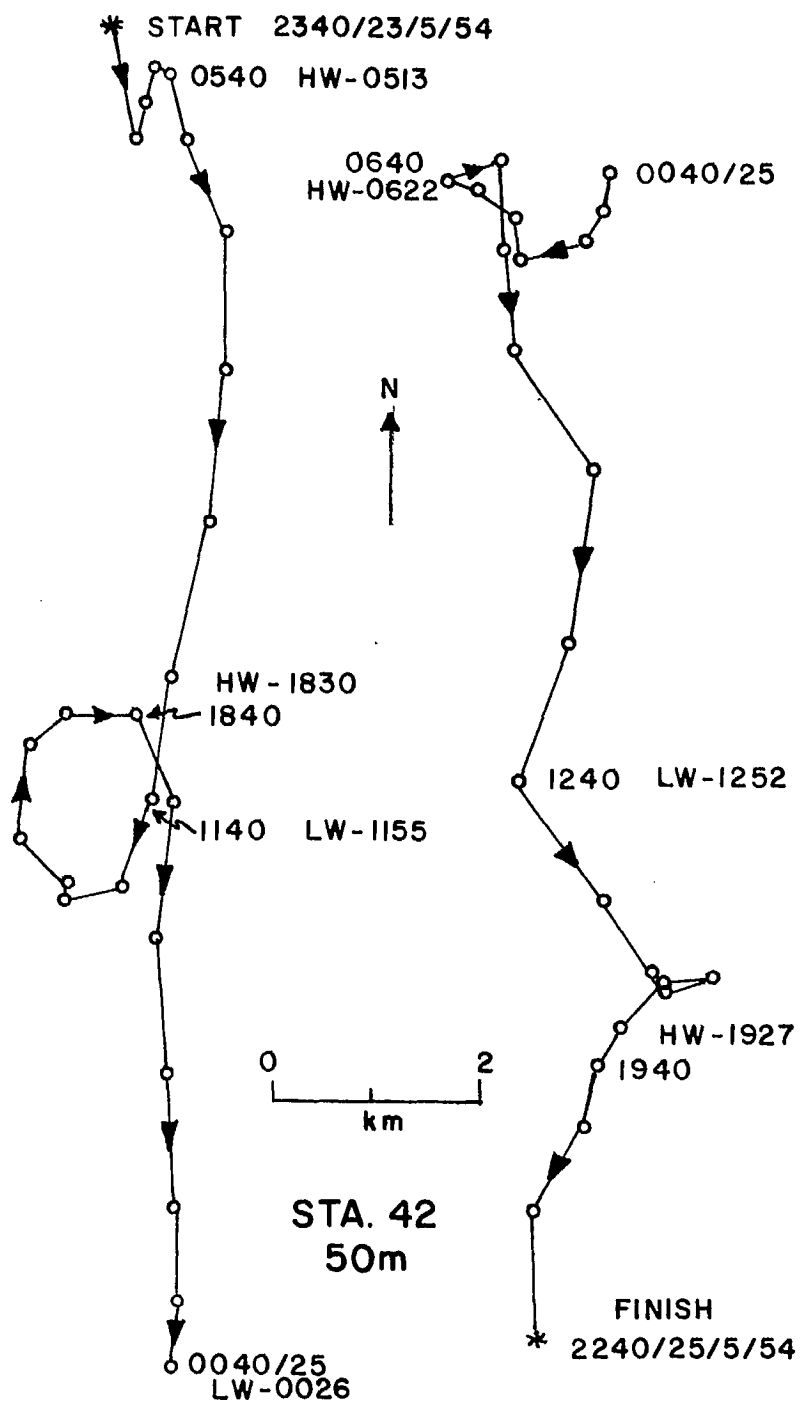 START 2340/23/5/54
0540 HW-0513
0640
HW-0622
0040/25
N
HW-1830
1840
1140 LW-1155
1240 LW-1252
HW-1927
1940
0 2
km
STA. 42
50m
FINISH
2240/25/5/54
0040/25
LW-0026